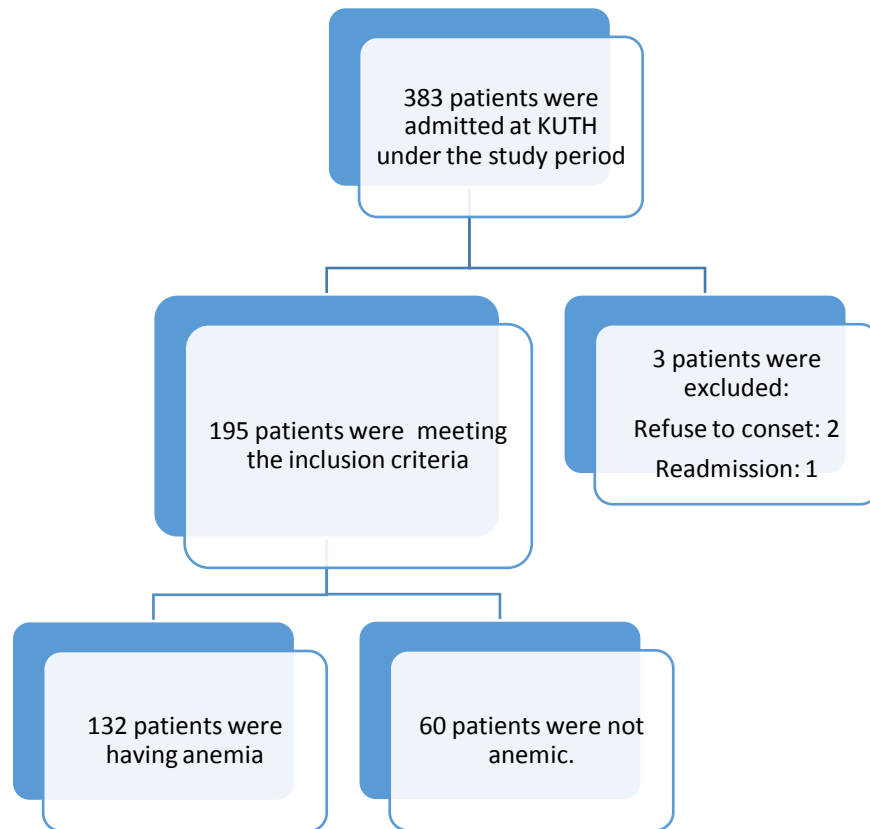 383 patients were
admitted at KUTH
under the study period
195 patients were  meeting
the inclusion criteria
3 patients were
excluded:
Refuse to conset: 2
Readmission: 1
132 patients were
having anemia
60 patients were not
anemic.